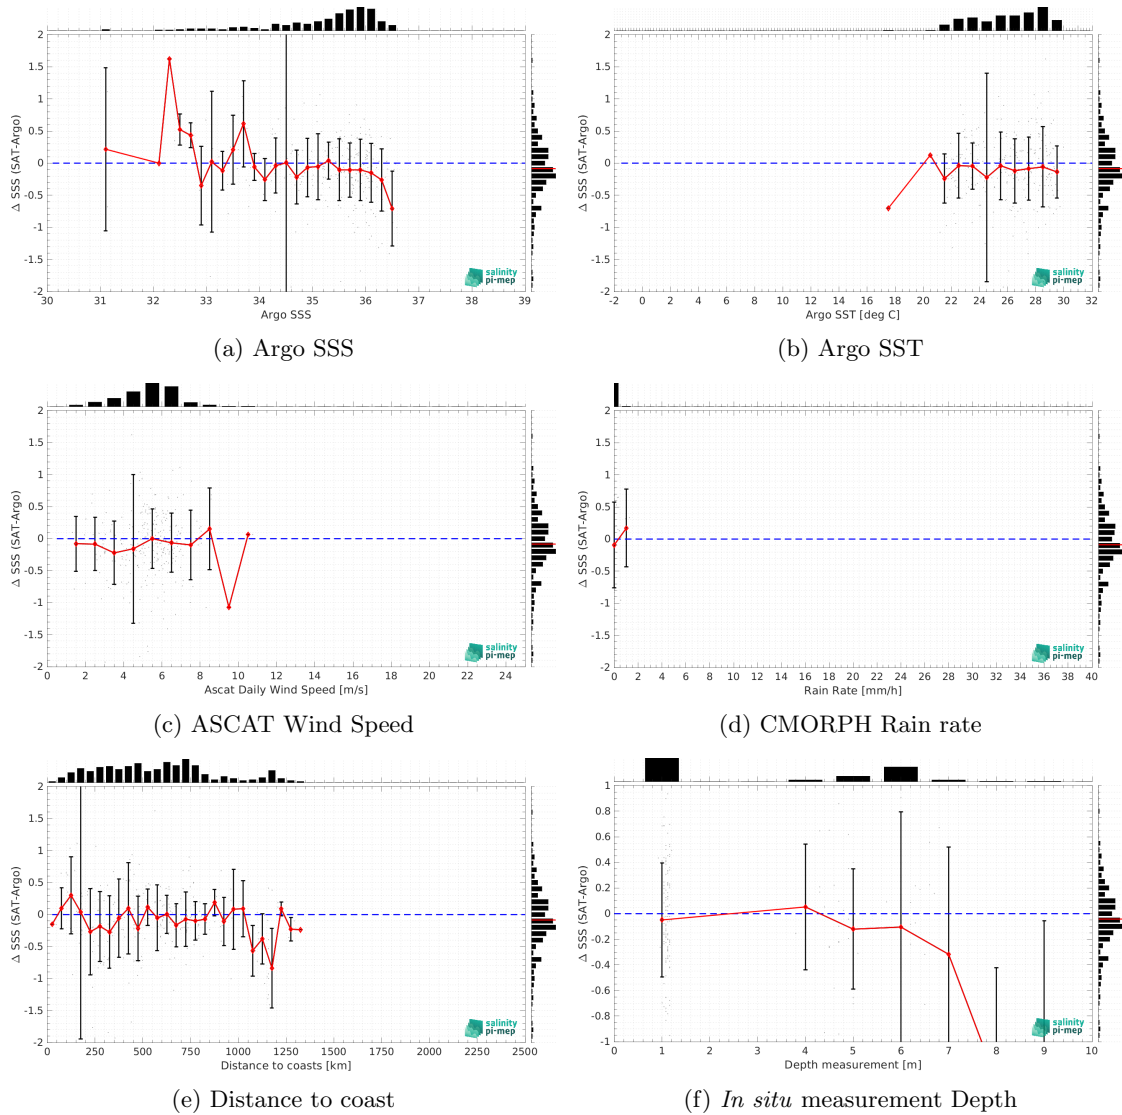 2
1.5
1
0.5
0
-0.5
-1
-1.5
-2
Δ SSS (SAT-Argo)
salinity
pi-mep
30 31 32 33 34 35 36 37 38 39
Argo SSS
(a) Argo SSS
2
1.5
1
0.5
0
-0.5
-1
-1.5
-2
Δ SSS (SAT-Argo)
salinity
pi-mep
-2 0 2 4 6 8 10 12 14 16 18 20 22 24 26 28 30 32
Argo SST [deg C]
(b) Argo SST
2
1.5
1
0.5
0
-0.5
-1
-1.5
-2
Δ SSS (SAT-Argo)
salinity
pi-mep
0 2 4 6 8 10 12 14 16 18 20 22 24
Ascat Daily Wind Speed [m/s]
(c) ASCAT Wind Speed
2
1.5
1
0.5
0
-0.5
-1
-1.5
-2
Δ SSS (SAT-Argo)
salinity
pi-mep
0 2 4 6 8 10 12 14 16 18 20 22 24 26 28 30 32 34 36 38 40
Rain Rate [mm/h]
(d) CMORPH Rain rate
2
1.5
1
0.5
0
-0.5
-1
-1.5
-2
Δ SSS (SAT-Argo)
salinity
pi-mep
0 250 500 750 1000 1250 1500 1750 2000 2250 2500
Distance to coasts [km]
(e) Distance to coast
1
0.8
0.6
0.4
0.2
0
-0.2
-0.4
-0.6
-0.8
-1
Δ SSS (SAT-Argo)
salinity
pi-mep
0 1 2 3 4 5 6 7 8 9 10
Depth measurement [m]
(f) In situ measurement Depth